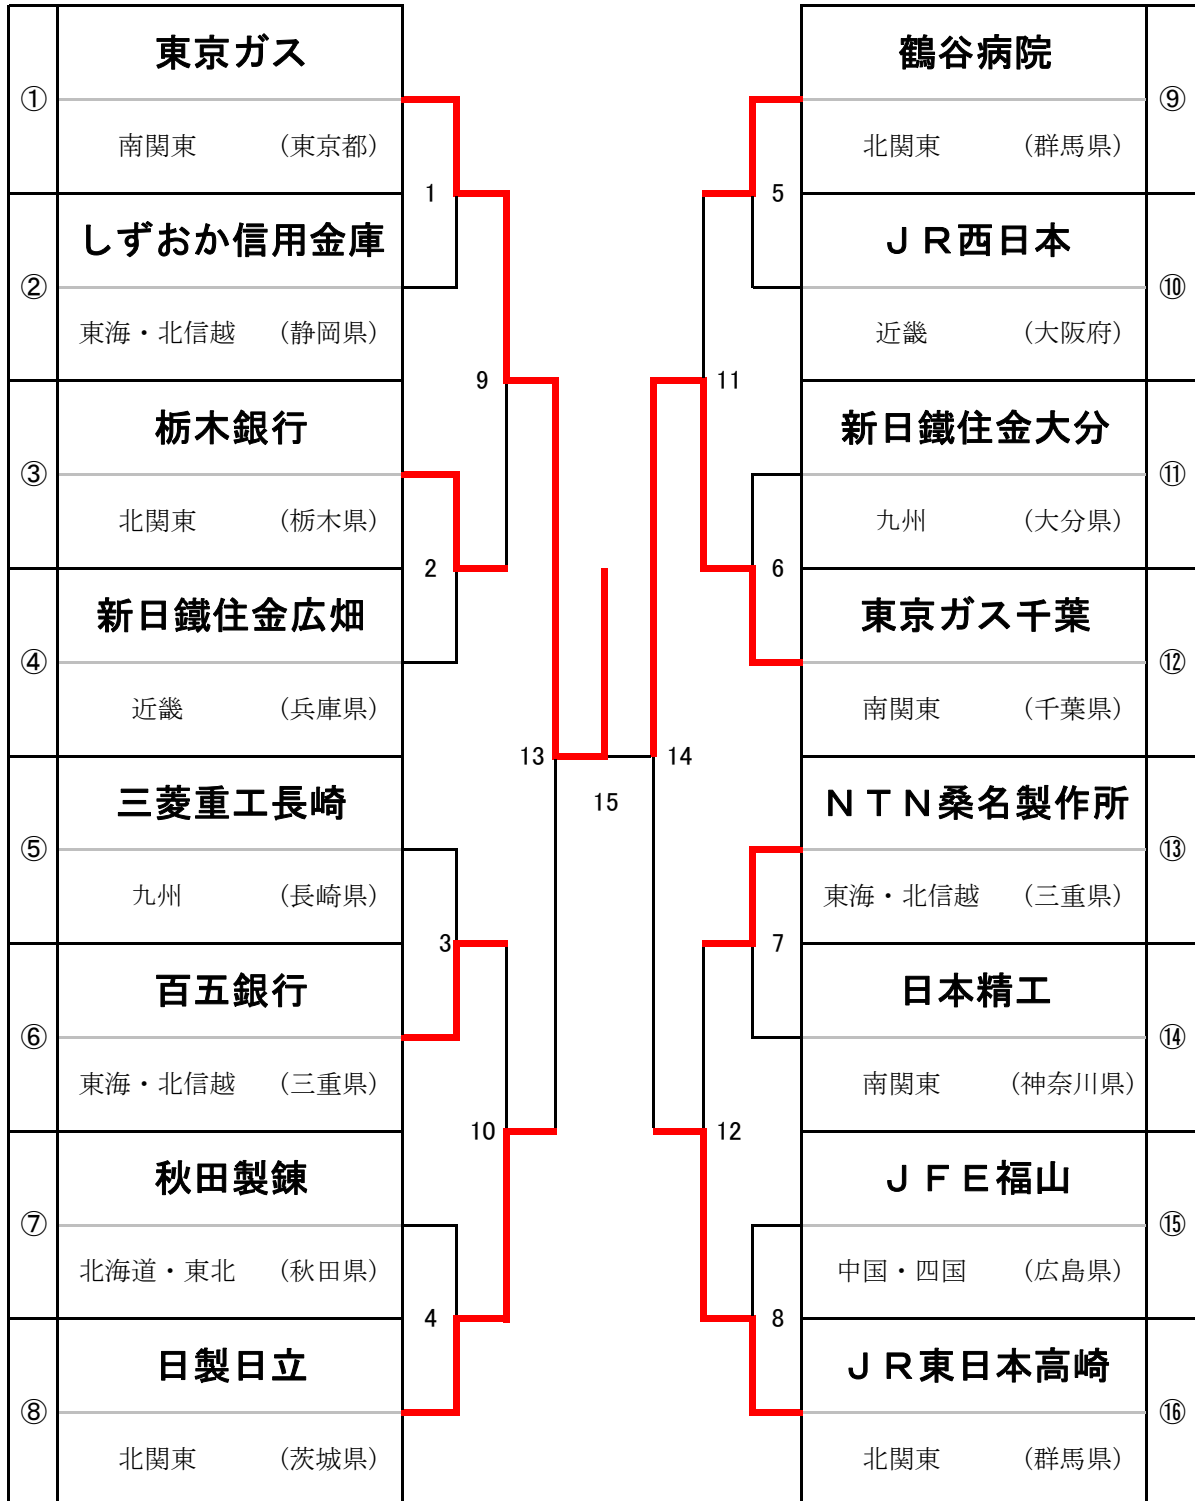 東京ガス
①
南関東 (東京都)
しずおか信用金庫
②
東海・北信越 (静岡県)
栃木銀行
③
北関東 (栃木県)
新日鐵住金広畑
④
近畿 (兵庫県)
三菱重工長崎
⑤
九州 (長崎県)
百五銀行
⑥
東海・北信越 (三重県)
秋田製錬
⑦
北海道・東北 (秋田県)
日製日立
⑧
北関東 (茨城県)
1
2
3
4
9
10
13
15
14
11
12
5
6
7
8
鶴谷病院
⑨
北関東 (群馬県)
ＪＲ西日本
⑩
近畿 (大阪府)
新日鐵住金大分
⑪
九州 (大分県)
東京ガス千葉
⑫
南関東 (千葉県)
ＮＴＮ桑名製作所
⑬
東海・北信越 (三重県)
日本精工
⑭
南関東 (神奈川県)
ＪＦＥ福山
⑮
中国・四国 (広島県)
ＪＲ東日本高崎
⑯
北関東 (群馬県)